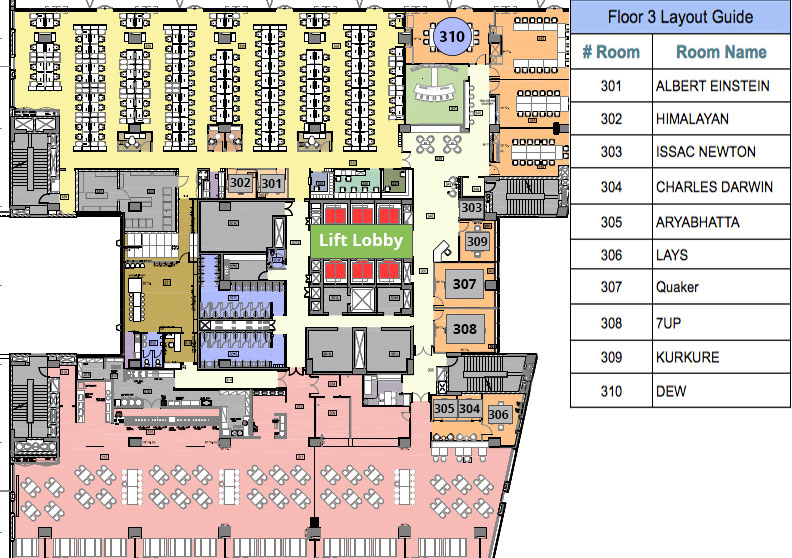 310
Floor 3 Layout Guide
# Room Room Name
301 ALBERT EINSTEIN
302 HIMALAYAN
303 ISSAC NEWTON
304 CHARLES DARWIN
305 ARYABHATTA
306 LAYS
307 Quaker
308 7UP
309 KURKURE
310 DEW
302 301
303
Lift Lobby
309
307
308
305 304 306